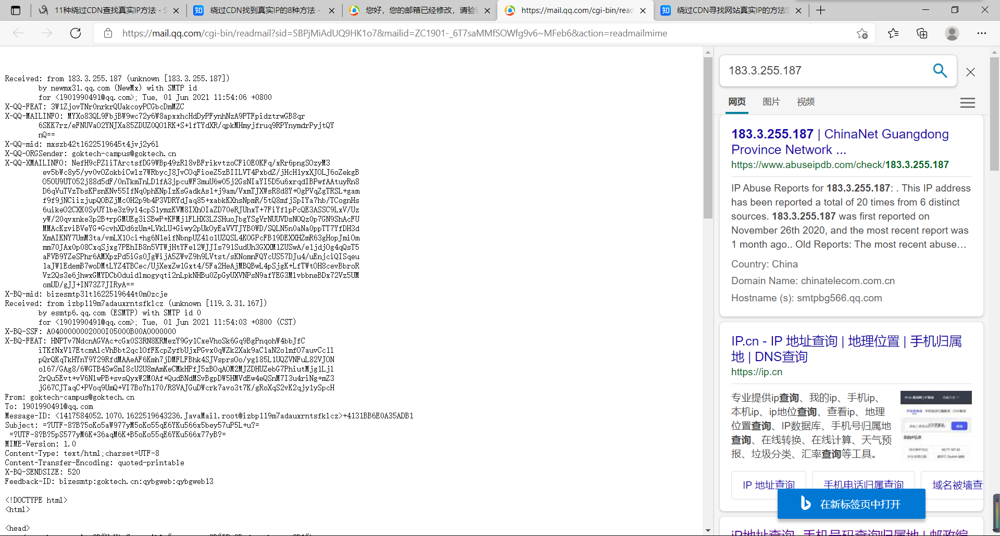 11种绕过CDN查找真实IP方法 - S
绕过CDN找到真实IP的8种方法 -
您好，您的邮箱已经修改，请验
https://mail.qq.com/cgi-bin/read
绕过CDN寻找网站真实IP的方法汇
https://mail.qq.com/cgi-bin/readmail?sid=SBPjMiAdUQ9HK1o7&mailid=ZC1901-_6T7saMMfSOWfg9v6~MFeb6&action=readmailmime
Received: from 183.3.255.187 (unknown [183.3.255.187])
by newmx31.qq.com (NewMx) with SMTP id
for <1901990491@qq.com>; Tue, 01 Jun 2021 11:54:06 +0800
X-QQ-FEAT: 3W1ZjovTNr0nrkrQUakcoyPCGbcDmMZC
X-QQ-MAILINFO: MYXo83QL9FbjBW9wc72y6W8apxxhcHdDyPFynhNzA9PTFpidztrwGB8qr
6SKK7rz/eFNUVaO2YNJXa85ZDUZ0QO1RK+S+1fTYdXR/qpkMHmyjfruq9RPYnymdrPyjtQY
nQ==
X-QQ-mid: mxszb42t1622519645t4jvj2y61
X-QQ-ORGSender: goktech-campus@goktech.cn
X-QQ-XMAILINFO: NefH9cPZ1iTArctsfDG9WBp49zR18vBFrikvtzoCFiOE0KFq/xRr6pngSOzyM3
ev5bWc8y5/yv0vOZokbiCw1z7WRbycJ8JvCOqFioeZ5zBIILVT4PxbdZ/jHcH1yxXJOLJ6oZekgB
O5OU9UT052j88d5dF/0nTkmTnLD1fA3jpcuWF3muU6w05j2GsNIaYI5D5u6xrqdIBPwfAAtuyRn8
D6qVuTVzTbsKPsnKNv55IfNq0phKNpIzKsGadkAs1+j9am/VxmTJXWsR8d8Y+OgPVqZgTRSL+gam
f9f9jNCiizjupQOBZjMc0H2p9b4P3VDRYdJaq85+xabkKXhsNpmR/5tQ8mfjSpIYa7hb/TCognHs
6uikeO2CXK0SyUY1be3z9y14cpS1ymzKVM8IXhOIaZD70eRJUhxT+7FiYf1pPcQE3ASSC9LxV/Uz
yW/20qvxnke3p2B+rpGMUEg3iSBwP+KFMj1FLHX3LZSHuoJbgYSgVrNUUVDsNOQz0p7GN9ShAcFU
MMAcKzviBVeYG+GcvhXDd6zUm+LVkLU+Giwy2pUkOyEaVVTJYB0WD/SQLN5n0aNa0ppTT7YfDH3d
XmAIKNY7UmM3ta/vmLX1Oci+hg6N1eifNbnpUZ41o1UZQSL4KOGPcFB19DEXXHZmR63gHopJmiOm
mm70JAx0p08CxqSjxg7PEhIB8n5VTWjHtYFe12WJJIs791SudUh3GXXM1ZUSwA/e1jdjOg4qQsT5
aFVB9YZeSPhr6AMXpzPd5iGs0JgWijA5ZWvZ9h9LVtst/sKNomnFQYcUS57DJu4/uEnjciQISqeu
1aJW1EdemB7woDMtLYZ4TBCec/UjXexZw1Gxt4/5Fa2HeAjMBQBwL4pSjgK+LfTWtOH8cevBbroR
Vz2Qs3e6jhwxGMYDCbOduid1mogyqti2nLpkNHBu0ZpGyUXVNPsN9afYEG3M1vbbneBDx72Vz5UM
omUD/gJJ+IN73Z7JIRyA==
X-BQ-mid: bizesmtp31t1622519644t0m0zcje
Received: from izbp119m7adauxrntsfk1cz (unknown [119.3.31.167])
by esmtp6.qq.com (ESMTP) with SMTP id 0
for <1901990491@qq.com>; Tue, 01 Jun 2021 11:54:03 +0800 (CST)
X-BQ-SSF: A0400000002000I05000B00A0000000
X-BQ-FEAT: HNPTv7NdcnAGVAc+cGx0S3RN8KRMezY9Gy1CxeVhoSk6Gq9BgPnqohW4bbJfC
iTKfNxV17EtcmA1cVhBbt2qc1OfFKcpZyfbUjxPGvx0qWZk2Xak9aC1aN2o1mf07auvCc11
pQrQKqTkHYnY9Y29RfdMAAeAF6Kmh7jDMFLFBhk4SJVsprsOo/yg185L1UQZVNFuL82VJON
o167/GAg8/6WGTB4SwSmI8cU2U8mAmKeCMkHPfJ5zBOqAOM2MJZDHUZebG7PhiutMjg1Lj1
2rQu5Evt+vV6N1wPB+svsQyxW2M0Af+QudBNdMSvBgpDW5HMVdEw4eQSnM7I3u4riNg+mZ3
jG67CJTaqC+PVoq9UmQ+VI7BoYh170/R8VAJGuDWcrk7avo3t7K/gRoXqS2vK2qjy1ySpcH
From: goktech-campus@goktech.cn
To: 1901990491@qq.com
Message-ID: <1417584052.1070.1622519643236.JavaMail.root@izbp119m7adauxrntsfk1cz>+4131BB6E0A35ADB1
Subject: =?UTF-8?B?5oKo5aW977yM5oKo55qE6YKu566x5bey57uP5L+u?=
=?UTF-8?B?5pS577yM6K+36aqM6K+B5oKo55qE6YKu566x77yB?=
MIME-Version: 1.0
Content-Type: text/html;charset=UTF-8
Content-Transfer-Encoding: quoted-printable
X-BQ-SENDSIZE: 520
Feedback-ID: bizesmtp:goktech.cn:qybgweb:qybgweb13
<!DOCTYPE html>
<html>
<head>
183.3.255.187
网页 图片 视频
183.3.255.187 | ChinaNet Guangdong
Province Network ...
https://www.abuseipdb.com/check/183.3.255.187
IP Abuse Reports for 183.3.255.187: . This IP address
has been reported a total of 20 times from 6 distinct
sources. 183.3.255.187 was first reported on
November 26th 2020, and the most recent report was
1 month ago.. Old Reports: The most recent abuse…
Country: China
Domain Name: chinatelecom.com.cn
Hostname (s): smtpbg566.qq.com
IP.cn - IP 地址查询 | 地理位置 | 手机归属
地 | DNS查询
https://ip.cn
专业提供ip查询、我的ip、手机ip、
本机ip、ip地位查询、查看ip、地理
位置查询、IP数据库、手机号归属地
查询、在线转换、在线计算、天气预
报、垃圾分类、汇率查询等工具。
IP 地址查询 手机电话归属查询 域名被墙查
在新标签页中打开
iP地址查询 手机号码查询归属地 | 邮政编